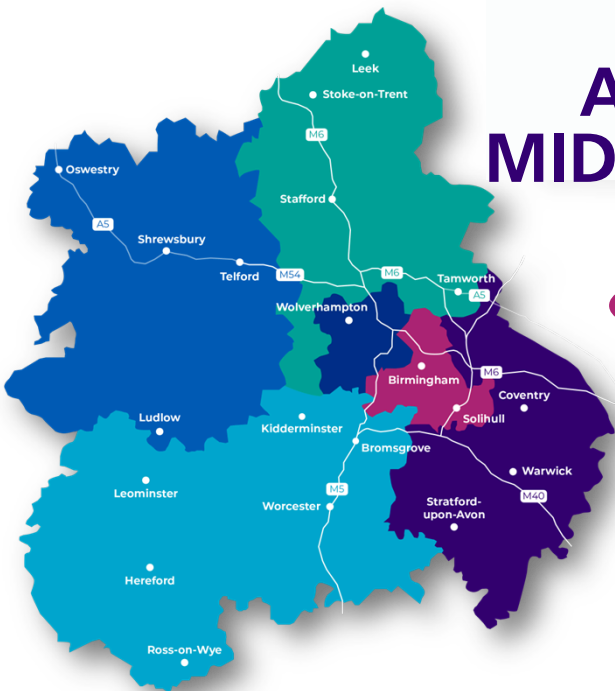 Leek
Stoke-on-Trent
A
MID
M6
Oswestry
Stafford
A5
Shrewsbury
Telford
M54
M6
Tamworth
A5
Wolverhampton
Birmingham
M6
Coventry
Solihull
Ludlow
Kidderminster
Bromsgrove
Leominster
M5
Warwick
Worcester
M40
Stratford-
upon-Avon
Hereford
Ross-on-Wye